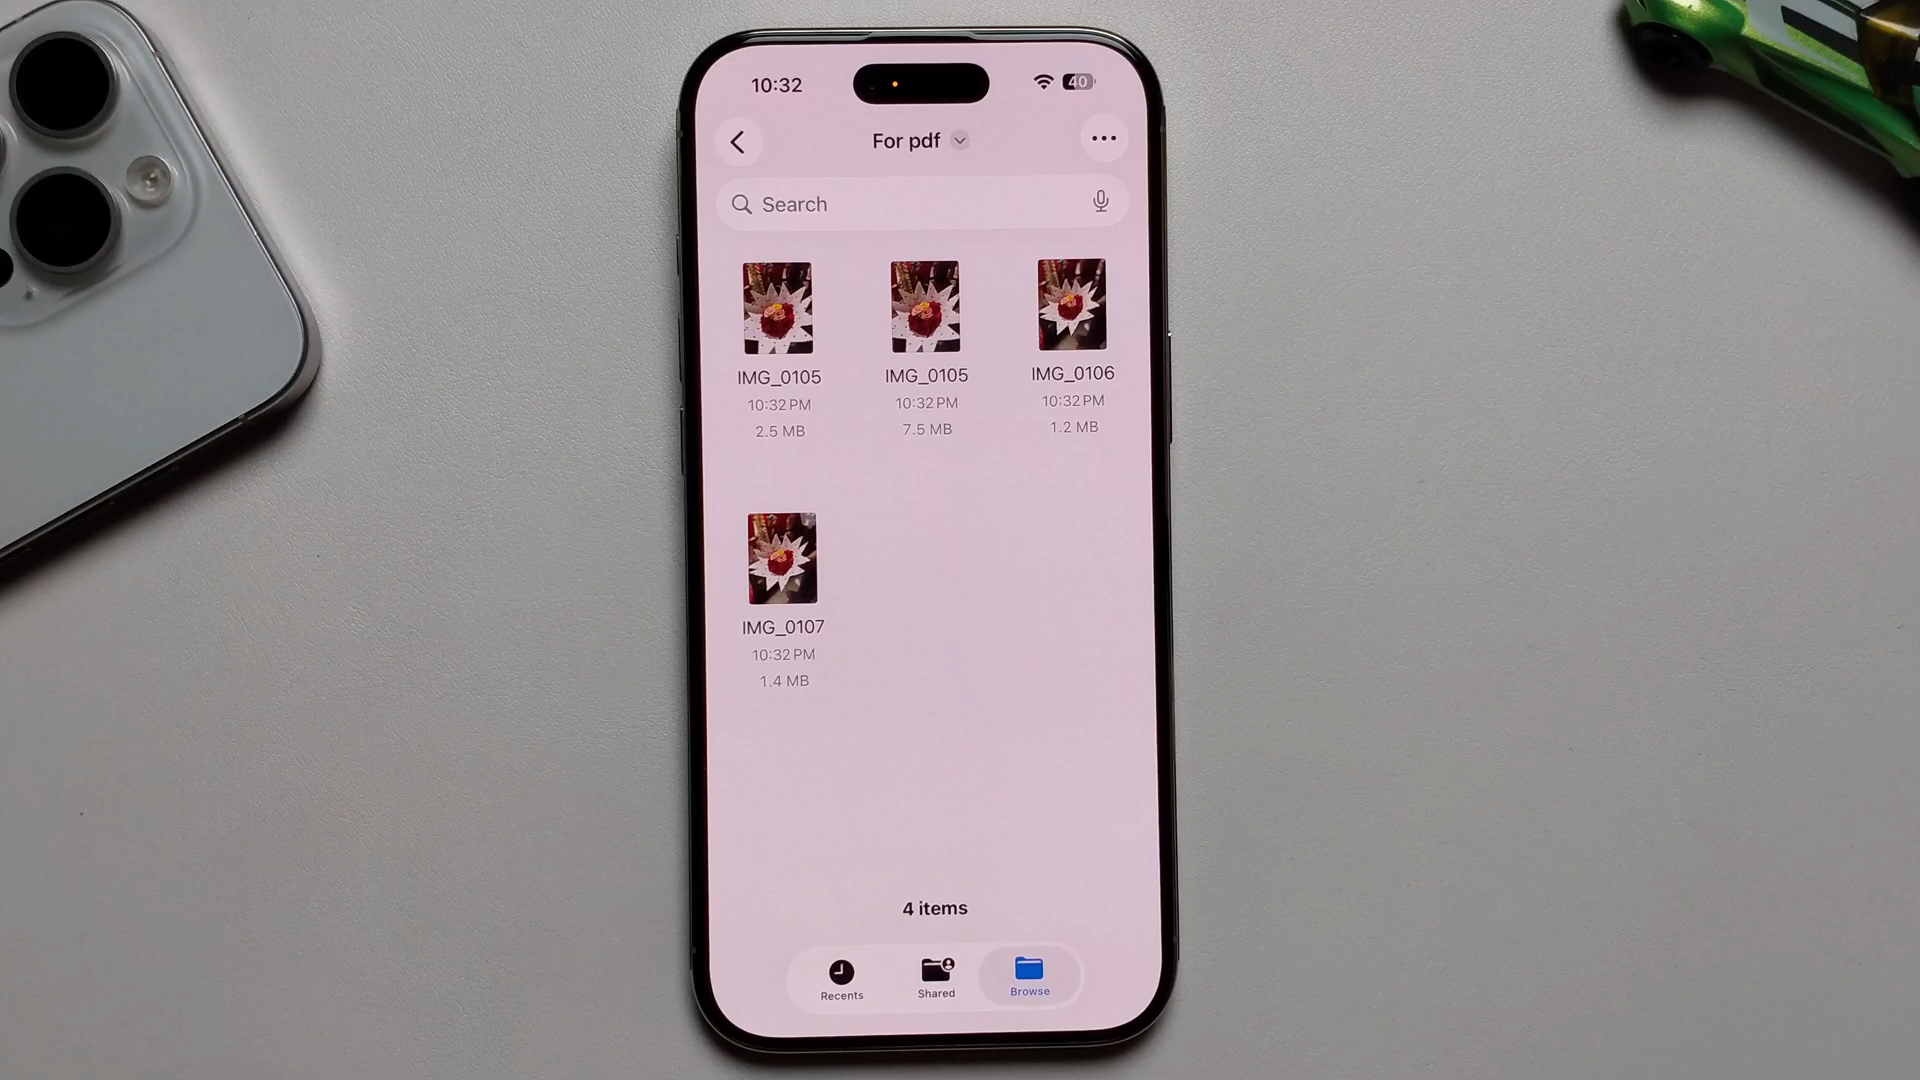 10:32
40
For pdf
Search
IMG_0105
10:32 PM
2.5 MB
IMG_0105
10:32 PM
7.5 MB
IMG_0106
10:32 PM
1.2 MB
IMG_0107
10:32 PM
1.4 MB
4 items
Recents
Shared
Browse